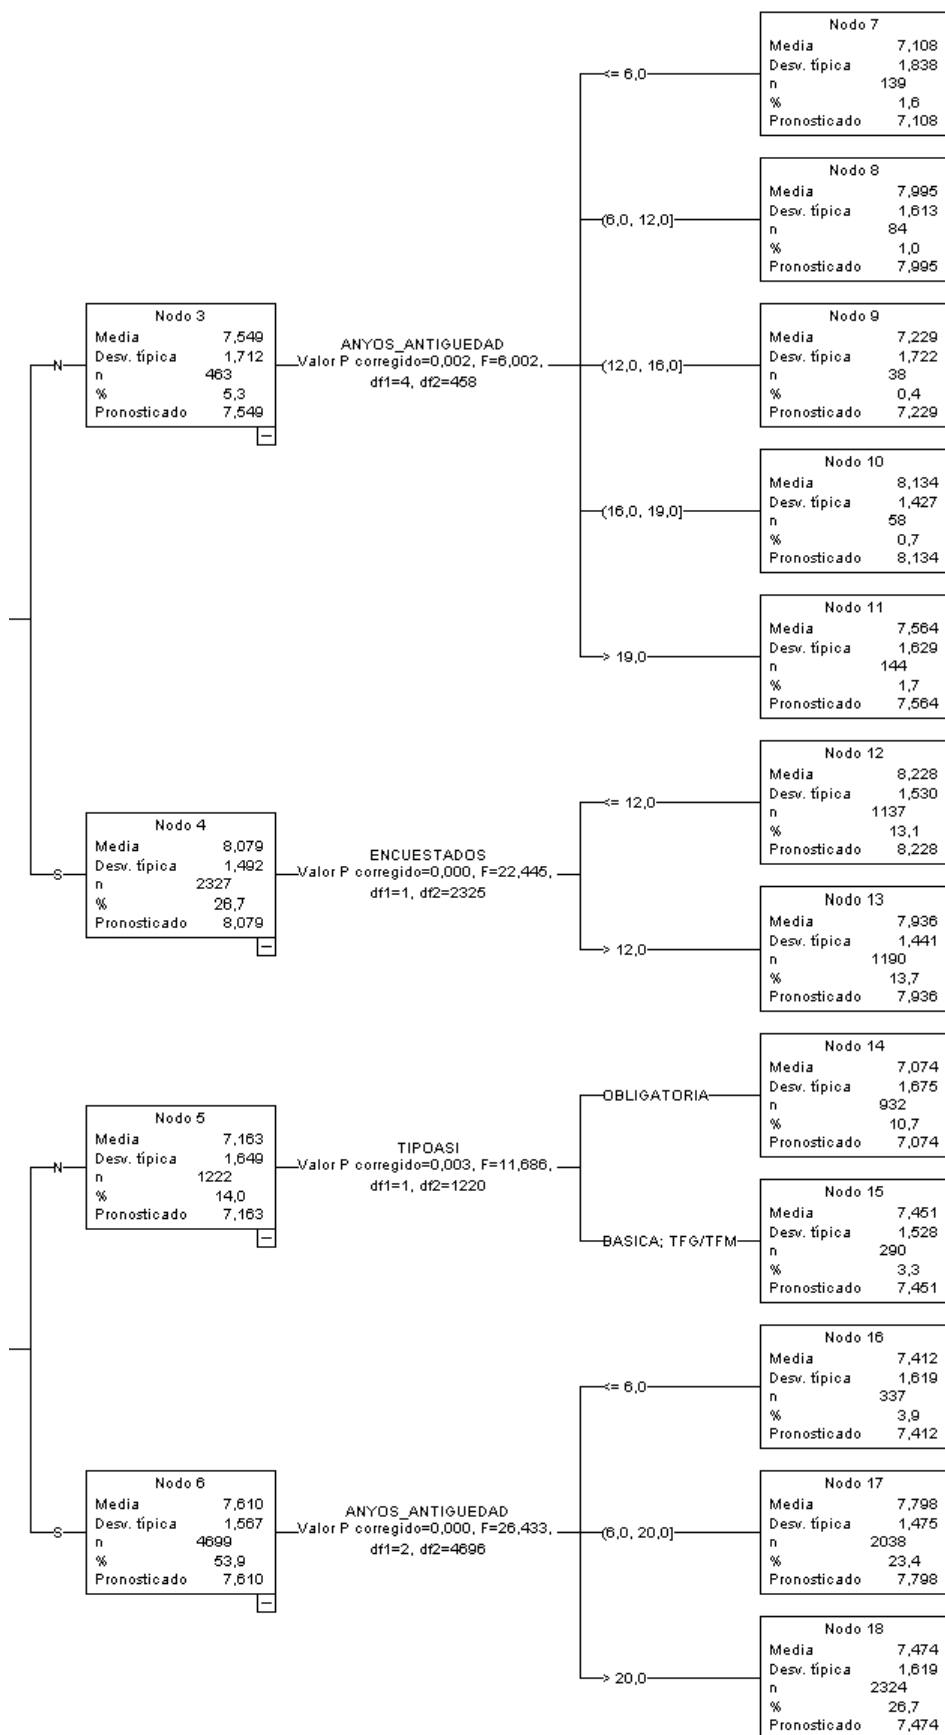 Nodo 7
Media 7,108
Desv. típica 1,838
n 139
% 1,6
Pronosticado 7,108
<= 6,0
Nodo 8
Media 7,995
Desv. típica 1,613
n 84
% 1,0
Pronosticado 7,995
(6,0, 12,0]
Nodo 3
Media 7,549
Desv. típica 1,712
n 463
% 5,3
Pronosticado 7,549
N
ANYOS_ANTIGUEDAD
Valor P corregido=0,002, F=6,002,
df1=4, df2=458
Nodo 9
Media 7,229
Desv. típica 1,722
n 38
% 0,4
Pronosticado 7,229
(12,0, 16,0]
Nodo 10
Media 8,134
Desv. típica 1,427
n 58
% 0,7
Pronosticado 8,134
(16,0, 19,0]
Nodo 11
Media 7,564
Desv. típica 1,629
n 144
% 1,7
Pronosticado 7,564
> 19,0
Nodo 12
Media 8,228
Desv. típica 1,530
n 1137
% 13,1
Pronosticado 8,228
<= 12,0
Nodo 4
Media 8,079
Desv. típica 1,492
n 2327
% 26,7
Pronosticado 8,079
S
ENCUESTADOS
Valor P corregido=0,000, F=22,445,
df1=1, df2=2325
Nodo 13
Media 7,936
Desv. típica 1,441
n 1190
% 13,7
Pronosticado 7,936
> 12,0
Nodo 14
Media 7,074
Desv. típica 1,675
n 932
% 10,7
Pronosticado 7,074
OBLIGATORIA
Nodo 5
Media 7,163
Desv. típica 1,649
n 1222
% 14,0
Pronosticado 7,163
N
TIPOASI
Valor P corregido=0,003, F=11,686,
df1=1, df2=1220
Nodo 15
Media 7,451
Desv. típica 1,528
n 290
% 3,3
Pronosticado 7,451
BASICA; TFG/TFM
Nodo 16
Media 7,412
Desv. típica 1,619
n 337
% 3,9
Pronosticado 7,412
<= 6,0
Nodo 6
Media 7,610
Desv. típica 1,567
n 4699
% 53,9
Pronosticado 7,610
S
ANYOS_ANTIGUEDAD
Valor P corregido=0,000, F=26,433,
df1=2, df2=4696
Nodo 17
Media 7,798
Desv. típica 1,475
n 2038
% 23,4
Pronosticado 7,798
(6,0, 20,0]
Nodo 18
Media 7,474
Desv. típica 1,619
n 2324
% 26,7
Pronosticado 7,474
> 20,0